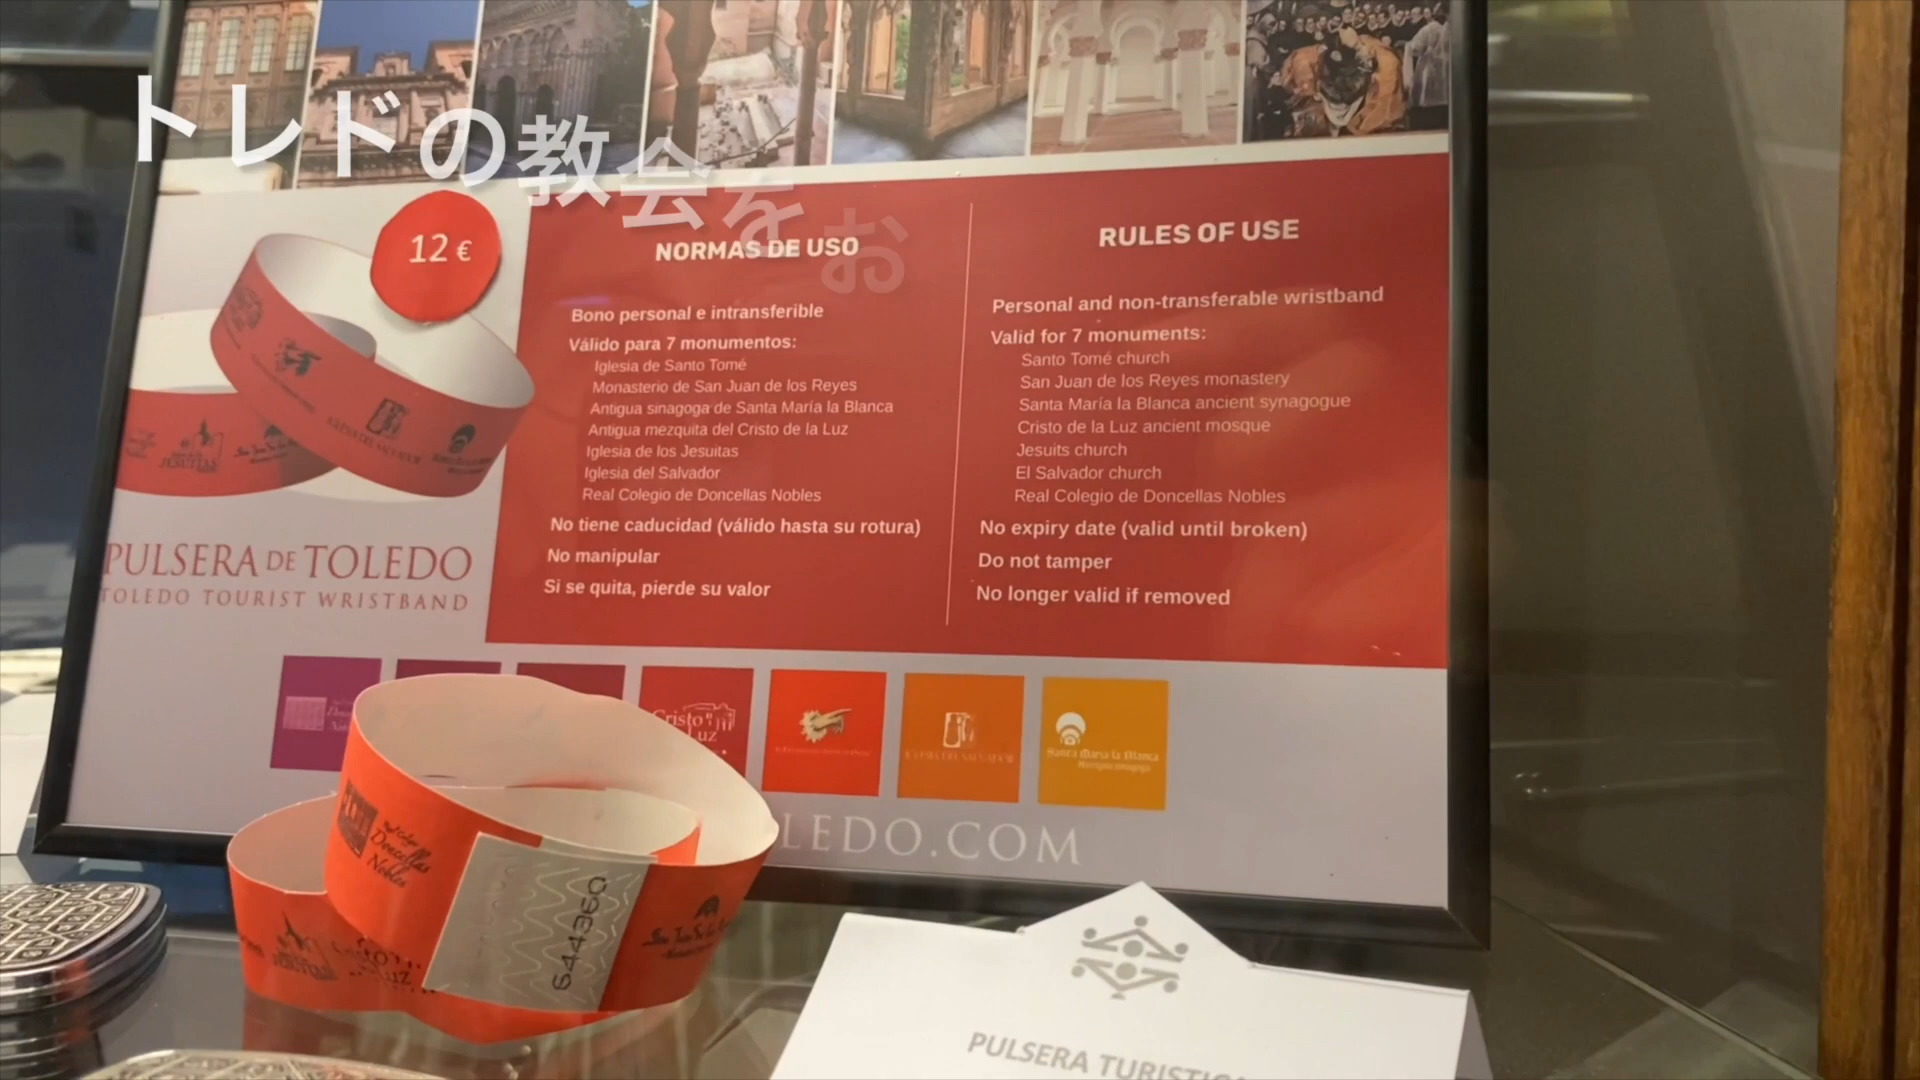 トレドの教会をお
12 €
NORMAS DE USO
Bono personal e intransferible
Válido para 7 monumentos:
Iglesia de Santo Tomé
Monasterio de San Juan de los Reyes
Antigua sinagoga de Santa María la Blanca
Antigua mezquita del Cristo de la Luz
Iglesia de los Jesuitas
Iglesia del Salvador
Real Colegio de Doncellas Nobles
No tiene caducidad (válido hasta su rotura)
No manipular
Si se quita, pierde su valor
RULES OF USE
Personal and non-transferable wristband
Valid for 7 monuments:
Santo Tomé church
San Juan de los Reyes monastery
Santa María la Blanca ancient synagogue
Cristo de la Luz ancient mosque
Jesuits church
El Salvador church
Real Colegio de Doncellas Nobles
No expiry date (valid until broken)
Do not tamper
No longer valid if removed
JESUITAS
PULSERA DE TOLEDO
TOLEDO TOURIST WRISTBAND
Cristo
Luz
Santa María la Blanca
LEDO.COM
Doncellas
Nobles
644360
PULSERA TURISTICA